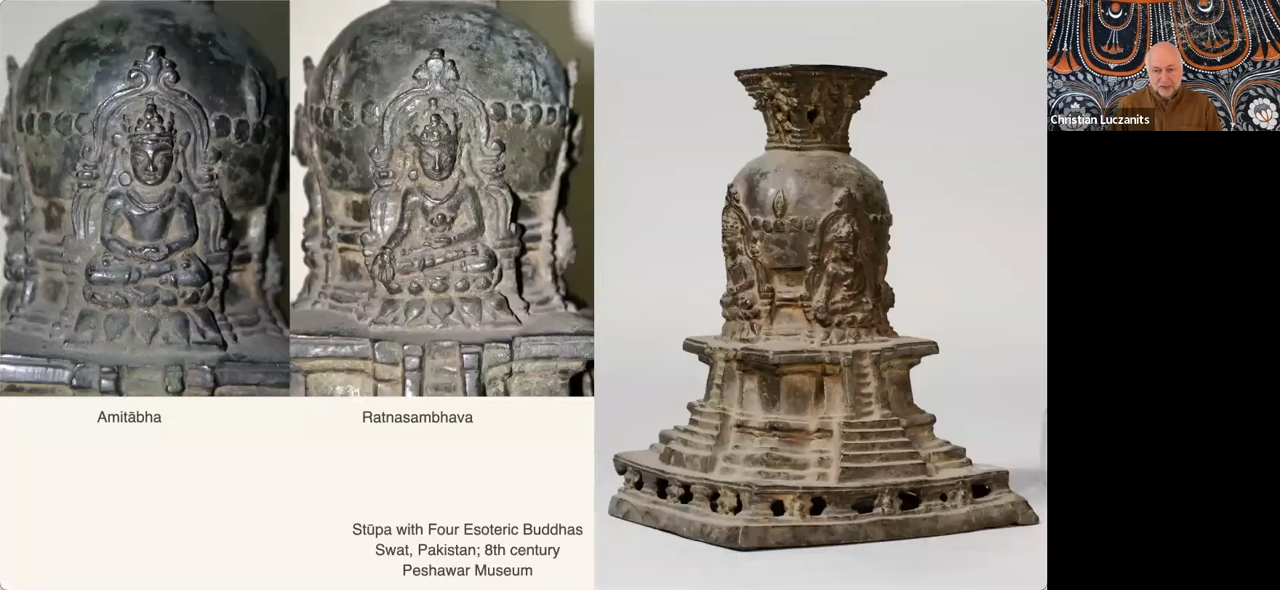 Christian Luczanits
Amitābha
Ratnasambhava
Stūpa with Four Esoteric Buddhas
Swat, Pakistan; 8th century
Peshawar Museum